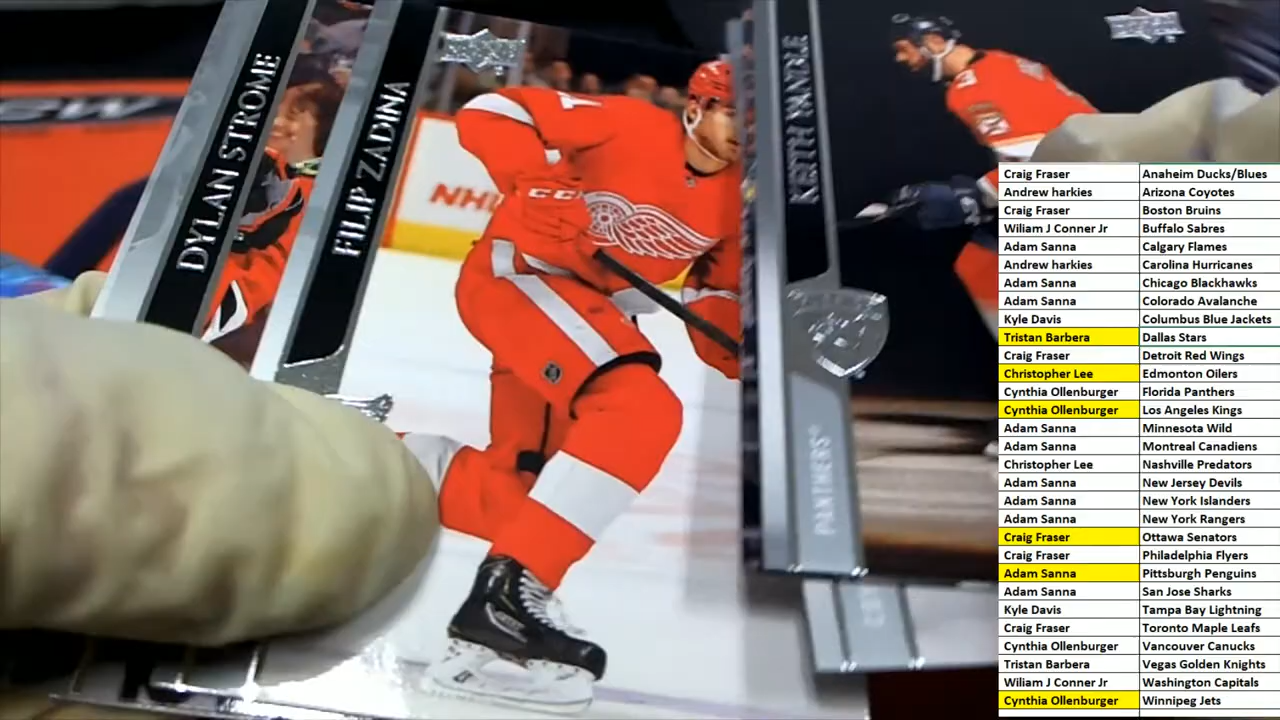 DYLAN STROME
FILIP ZADINA
KEITH YANDLE
PANTHERS
NHL
CCM
Craig Fraser Anaheim Ducks/Blues
Andrew harkies Arizona Coyotes
Craig Fraser Boston Bruins
Wiliam J Conner Jr Buffalo Sabres
Adam Sanna Calgary Flames
Andrew harkies Carolina Hurricanes
Adam Sanna Chicago Blackhawks
Adam Sanna Colorado Avalanche
Kyle Davis Columbus Blue Jackets
Tristan Barbera Dallas Stars
Craig Fraser Detroit Red Wings
Christopher Lee Edmonton Oilers
Cynthia Ollenburger Florida Panthers
Cynthia Ollenburger Los Angeles Kings
Adam Sanna Minnesota Wild
Adam Sanna Montreal Canadiens
Christopher Lee Nashville Predators
Adam Sanna New Jersey Devils
Adam Sanna New York Islanders
Adam Sanna New York Rangers
Craig Fraser Ottawa Senators
Craig Fraser Philadelphia Flyers
Adam Sanna Pittsburgh Penguins
Adam Sanna San Jose Sharks
Kyle Davis Tampa Bay Lightning
Craig Fraser Toronto Maple Leafs
Cynthia Ollenburger Vancouver Canucks
Tristan Barbera Vegas Golden Knights
Wiliam J Conner Jr Washington Capitals
Cynthia Ollenburger Winnipeg Jets